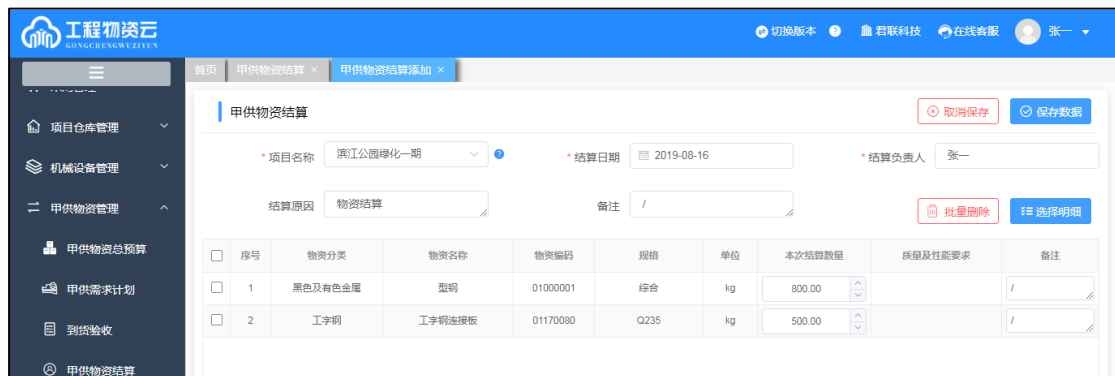 工程物资云
GONGCHENGWUZIYUN
切换版本
君联科技
在线客服
张一
首页
甲供物资结算 ×
甲供物资结算添加 ×
项目仓库管理
机械设备管理
甲供物资管理
甲供物资总预算
甲供需求计划
到货验收
甲供物资结算
甲供物资结算
取消保存
保存数据
* 项目名称 滨江公园绿化一期
* 结算日期 2019-08-16
* 结算负责人 张一
结算原因 物资结算
备注 /
批量删除
选择明细
序号 物资分类 物资名称 物资编码 规格 单位 本次结算数量 质量及性能要求 备注
1 黑色及有色金属 型钢 01000001 综合 kg 800.00 /
2 工字钢 工字钢连接板 01170080 Q235 kg 500.00 /